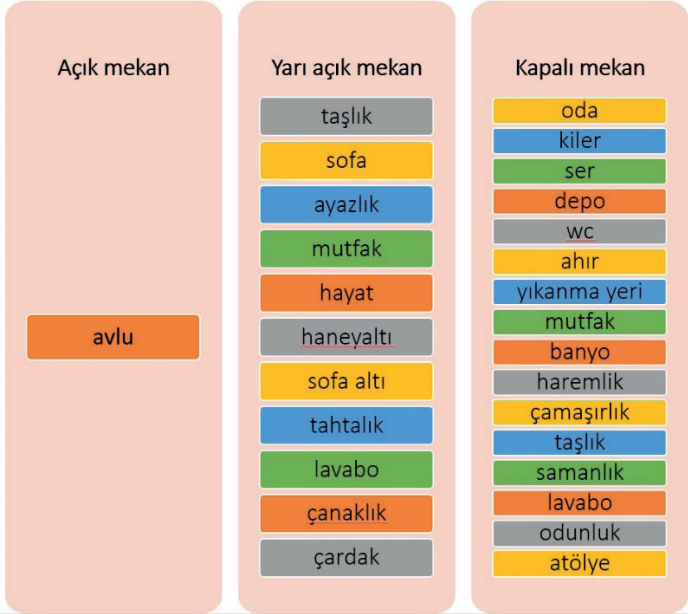 Açık mekan
avlu
Yarı açık mekan
taşlık
sofa
ayazlık
mutfak
hayat
haneyaltı
sofa altı
tahtalık
lavabo
çanaklık
çardak
Kapalı mekan
oda
kiler
ser
depo
wc
ahır
yıkanma yeri
mutfak
banyo
haremlik
çamaşırlık
taşlık
samanlık
lavabo
odunluk
atölye